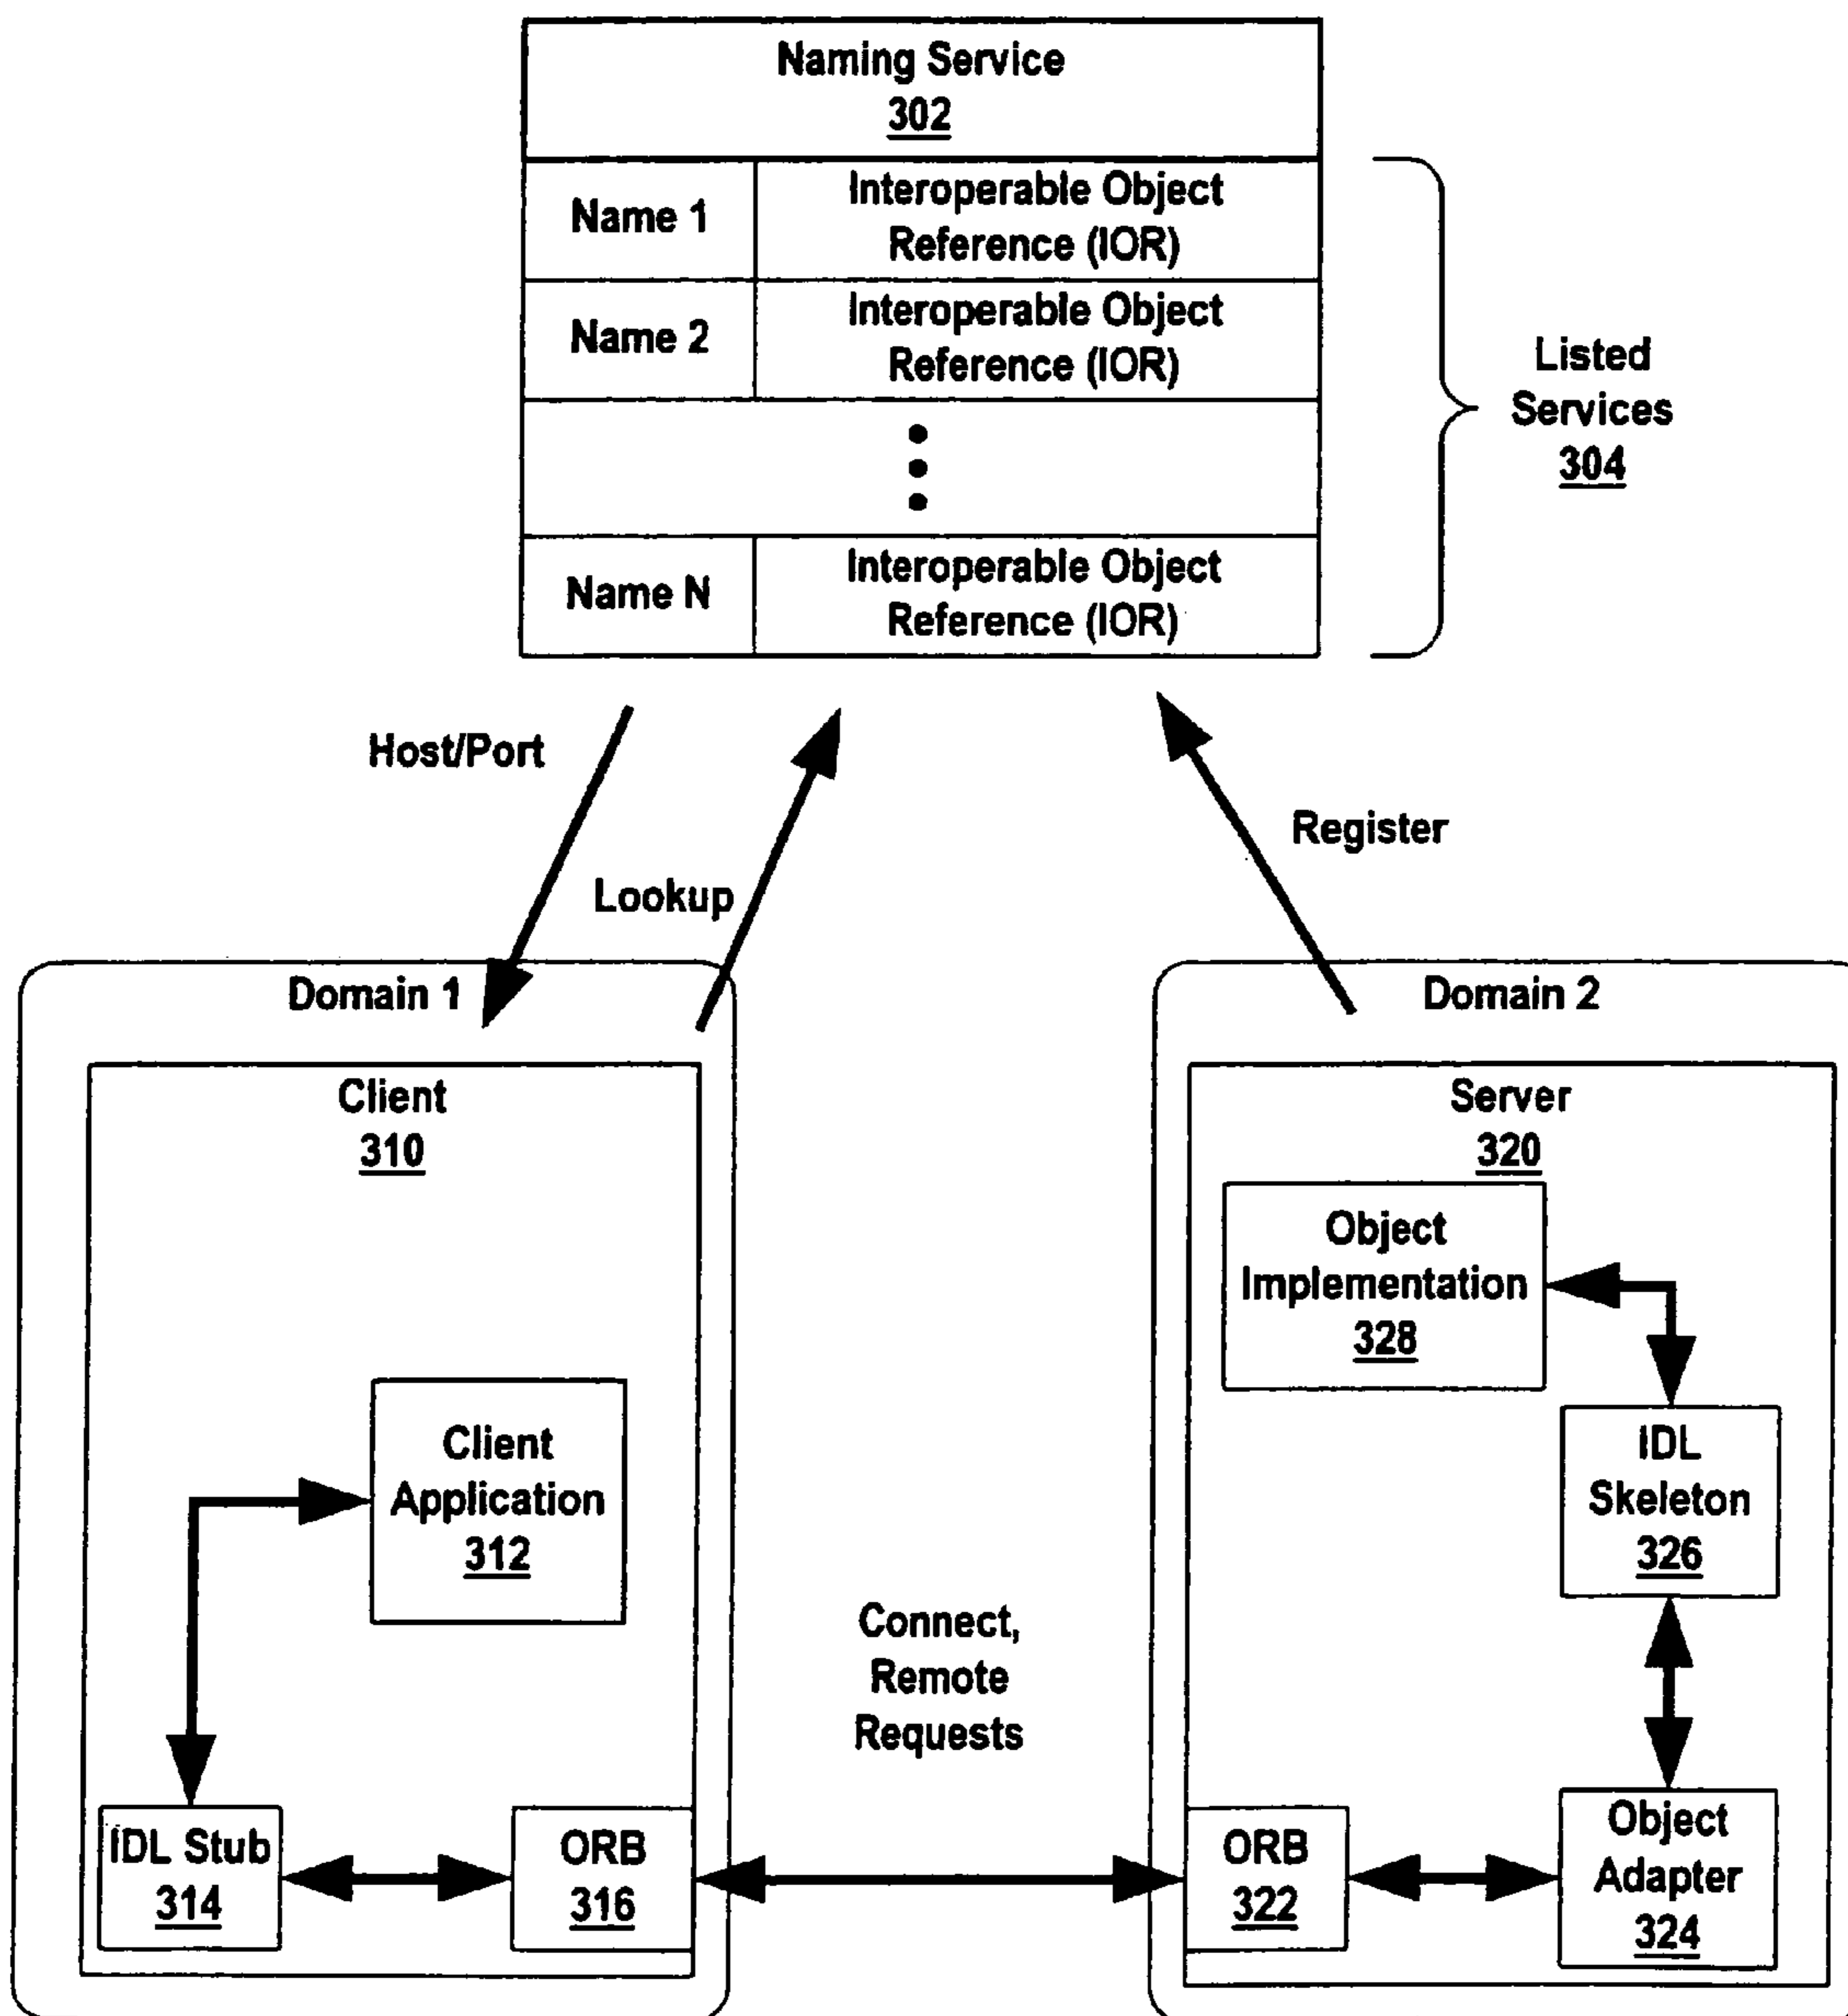 Naming Service
302
Name 1
Interoperable Object
Reference (IOR)
Name 2
Interoperable Object
Reference (IOR)
Name N
Interoperable Object
Reference (IOR)
Listed
Services
304
Host/Port
Lookup
Register
Domain 1
Client
310
Client
Application
312
IDL Stub
314
ORB
316
Connect,
Remote
Requests
Domain 2
Server
320
Object
Implementation
328
IDL
Skeleton
326
ORB
322
Object
Adapter
324